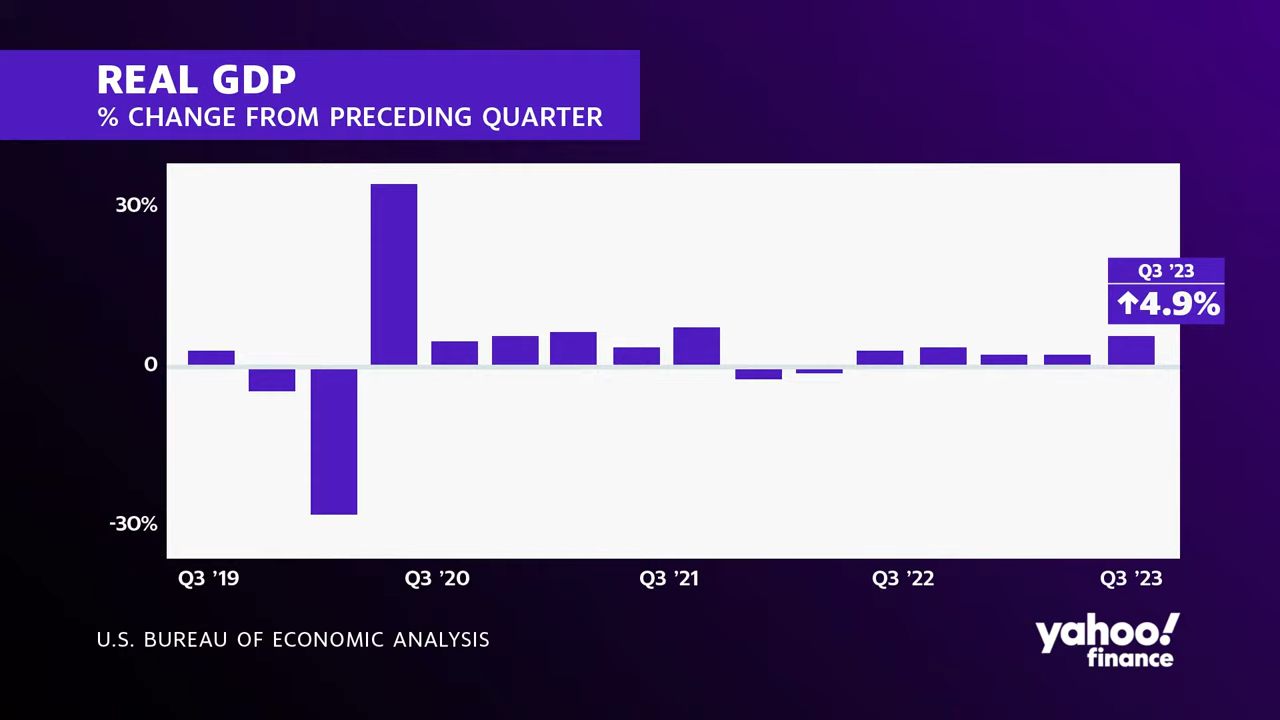 REAL GDP
% CHANGE FROM PRECEDING QUARTER
30%
0
-30%
Q3 ’23
↑4.9%
Q3 ’19
Q3 ’20
Q3 ’21
Q3 ’22
Q3 ’23
U.S. BUREAU OF ECONOMIC ANALYSIS
yahoo!
finance